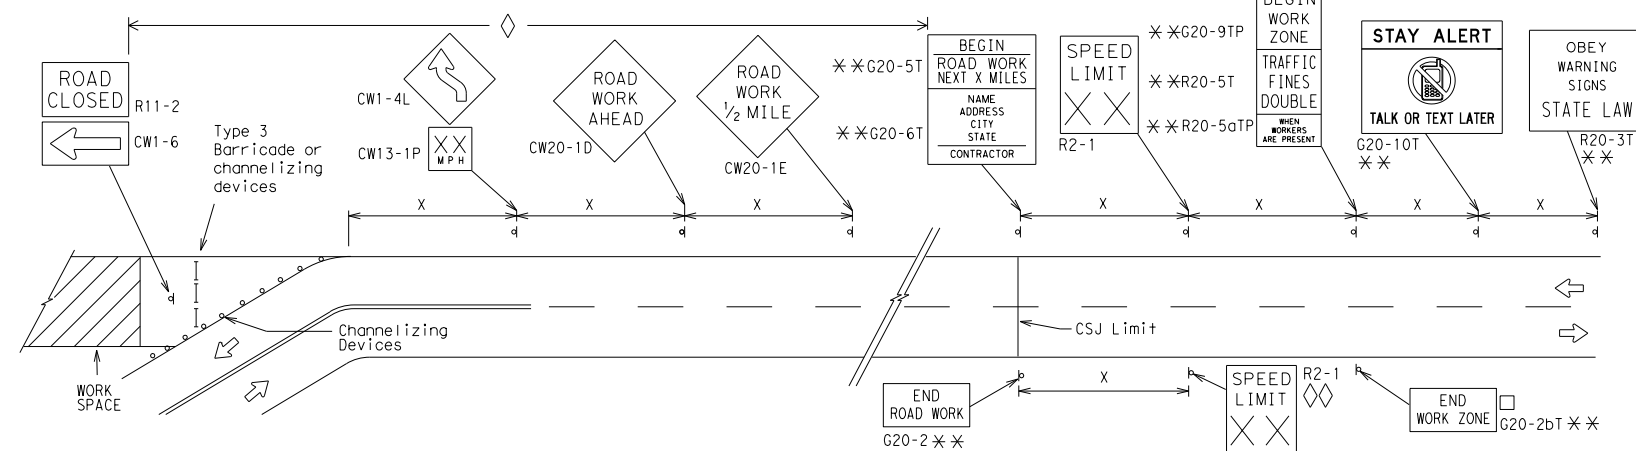 ROAD
CLOSED
R11-2
CW1-6
Type 3
Barricade or
channelizing
devices
CW1-4L
XX
MPH
CW13-1P
ROAD
WORK
AHEAD
CW20-1D
ROAD
WORK
1/2 MILE
CW20-1E
**G20-5T
BEGIN
ROAD WORK
NEXT X MILES
**G20-6T
NAME
ADDRESS
CITY
STATE
CONTRACTOR
SPEED
LIMIT
XX
R2-1
**G20-9TP
BEGIN
WORK
ZONE
**R20-5T
TRAFFIC
FINES
DOUBLE
**R20-5aTP
WHEN
WORKERS
ARE PRESENT
STAY ALERT
TALK OR TEXT LATER
G20-10T
**
OBEY
WARNING
SIGNS
STATE LAW
R20-3T
**
X
X
X
X
X
X
X
Channelizing
Devices
CSJ Limit
WORK
SPACE
END
ROAD WORK
G20-2 **
X
SPEED
LIMIT
XX
R2-1
END
WORK ZONE
G20-2bT **